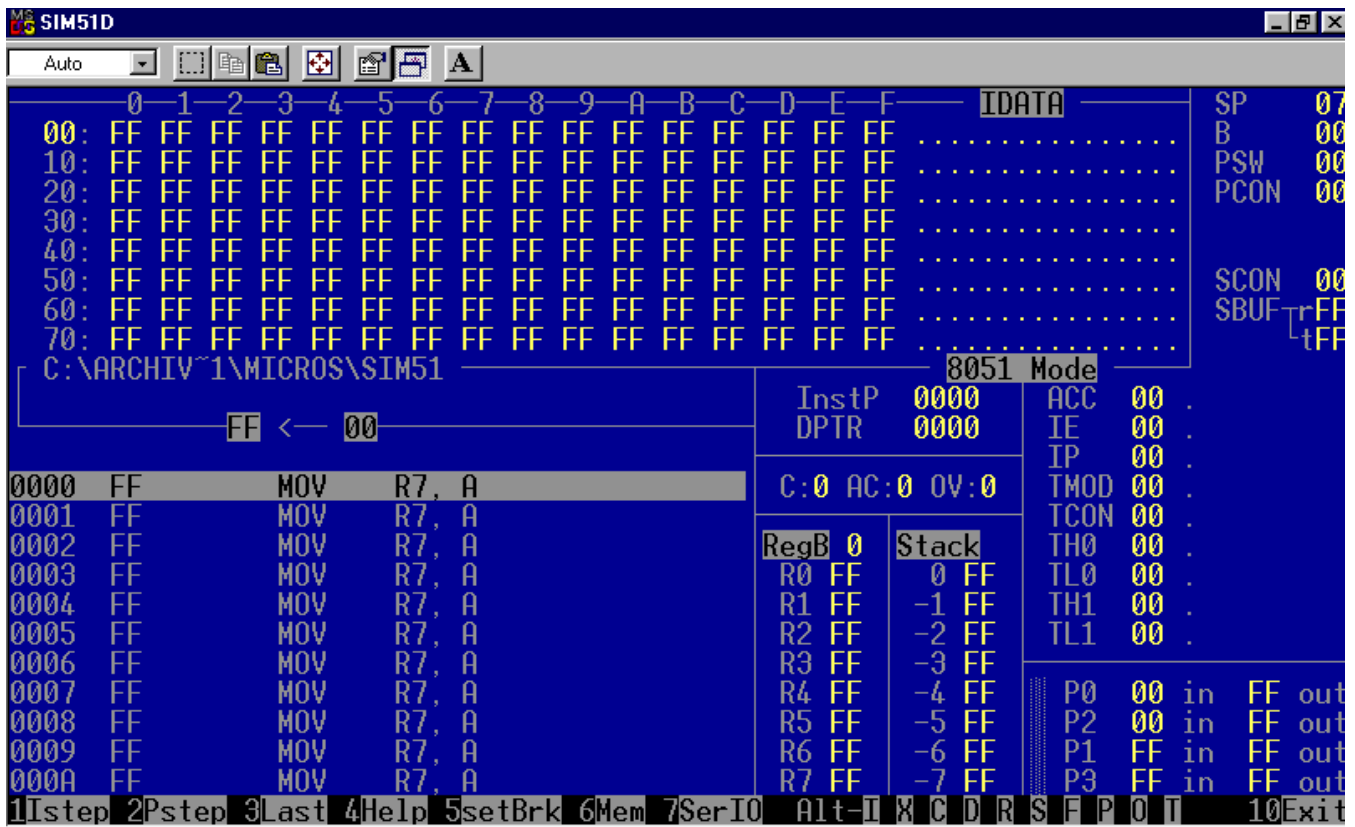 SIM51D
Auto
A
0 1 2 3 4 5 6 7 8 9 A B C D E F IDATA SP 07
00: FF FF FF FF FF FF FF FF FF FF FF FF FF FF FF FF ................ B 00
10: FF FF FF FF FF FF FF FF FF FF FF FF FF FF FF FF ................ PSW 00
20: FF FF FF FF FF FF FF FF FF FF FF FF FF FF FF FF ................ PCON 00
30: FF FF FF FF FF FF FF FF FF FF FF FF FF FF FF FF ................
40: FF FF FF FF FF FF FF FF FF FF FF FF FF FF FF FF ................
50: FF FF FF FF FF FF FF FF FF FF FF FF FF FF FF FF ................ SCON 00
60: FF FF FF FF FF FF FF FF FF FF FF FF FF FF FF FF ................ SBUF rFF
70: FF FF FF FF FF FF FF FF FF FF FF FF FF FF FF FF ................ tFF
C:\ARCHIV~1\MICROS\SIM51 8051 Mode
InstP 0000 ACC 00 .
FF <── 00 DPTR 0000 IE 00 .
IP 00 .
0000 FF MOV R7, A C:0 AC:0 OV:0 TMOD 00 .
0001 FF MOV R7, A TCON 00 .
0002 FF MOV R7, A RegB 0 Stack TH0 00 .
0003 FF MOV R7, A R0 FF 0 FF TL0 00 .
0004 FF MOV R7, A R1 FF -1 FF TH1 00 .
0005 FF MOV R7, A R2 FF -2 FF TL1 00 .
0006 FF MOV R7, A R3 FF -3 FF
0007 FF MOV R7, A R4 FF -4 FF P0 00 in FF out
0008 FF MOV R7, A R5 FF -5 FF P2 00 in FF out
0009 FF MOV R7, A R6 FF -6 FF P1 FF in FF out
000A FF MOV R7, A R7 FF -7 FF P3 FF in FF out
1Istep 2Pstep 3Last 4Help 5setBrk 6Mem 7SerIO Alt-I X C D R S F P O T 10Exit